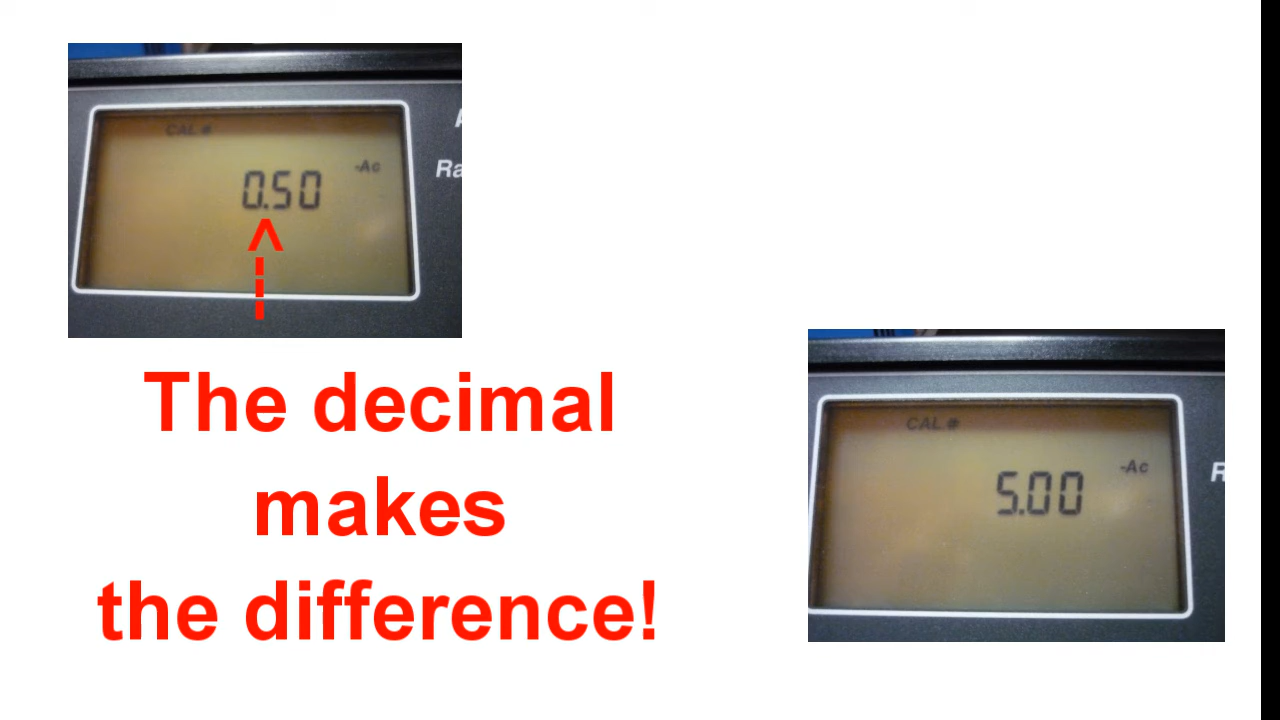 CAL#
-Ac
0.50
Ra
The decimal
makes
the difference!
CAL#
-Ac
5.00
R